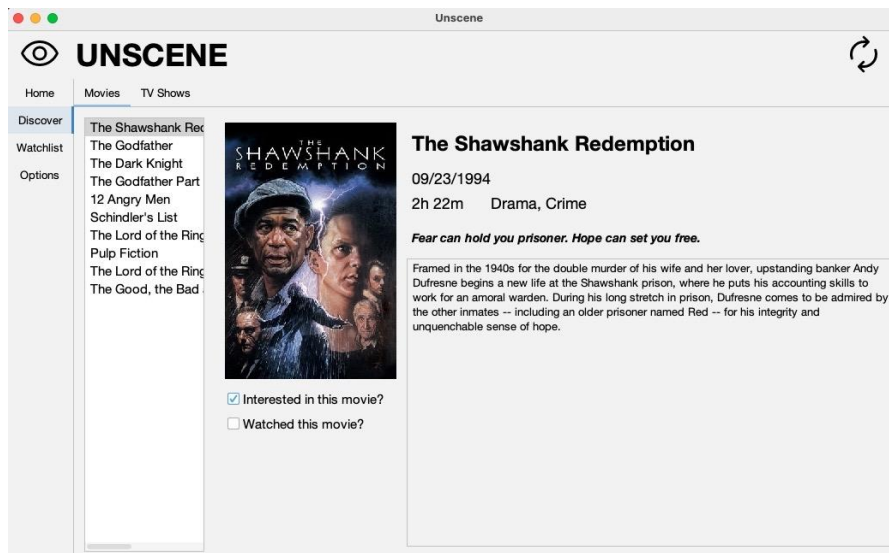 Unscene
UNSCENE
Home
Discover
Watchlist
Options
Movies TV Shows
The Shawshank Red
The Godfather
The Dark Knight
The Godfather Part
12 Angry Men
Schindler's List
The Lord of the Ring
Pulp Fiction
The Lord of the Ring
The Good, the Bad
THE
SHAWSHANK
REDEMPTION
Interested in this movie?
Watched this movie?
The Shawshank Redemption
09/23/1994
2h 22m Drama, Crime
Fear can hold you prisoner. Hope can set you free.
Framed in the 1940s for the double murder of his wife and her lover, upstanding banker Andy
Dufresne begins a new life at the Shawshank prison, where he puts his accounting skills to
work for an amoral warden. During his long stretch in prison, Dufresne comes to be admired by
the other inmates -- including an older prisoner named Red -- for his integrity and
unquenchable sense of hope.